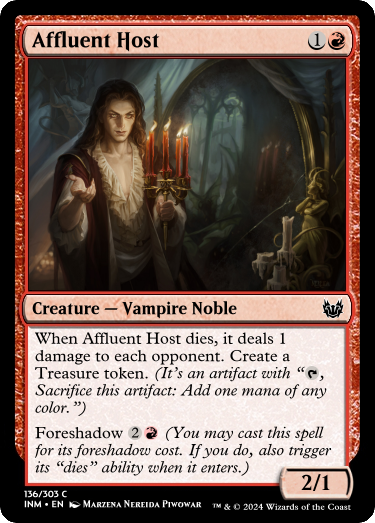 Affluent Host 1
Creature — Vampire Noble
When Affluent Host dies, it deals 1
damage to each opponent. Create a
Treasure token. (It's an artifact with “,
Sacrifice this artifact: Add one mana of any
color.”)
Foreshadow 2 (You may cast this spell
for its foreshadow cost. If you do, also trigger
its “dies” ability when it enters.)
2/1
136/303 C
INM • EN Marzena Nereida Piwowar
™ & © 2024 Wizards of the Coast